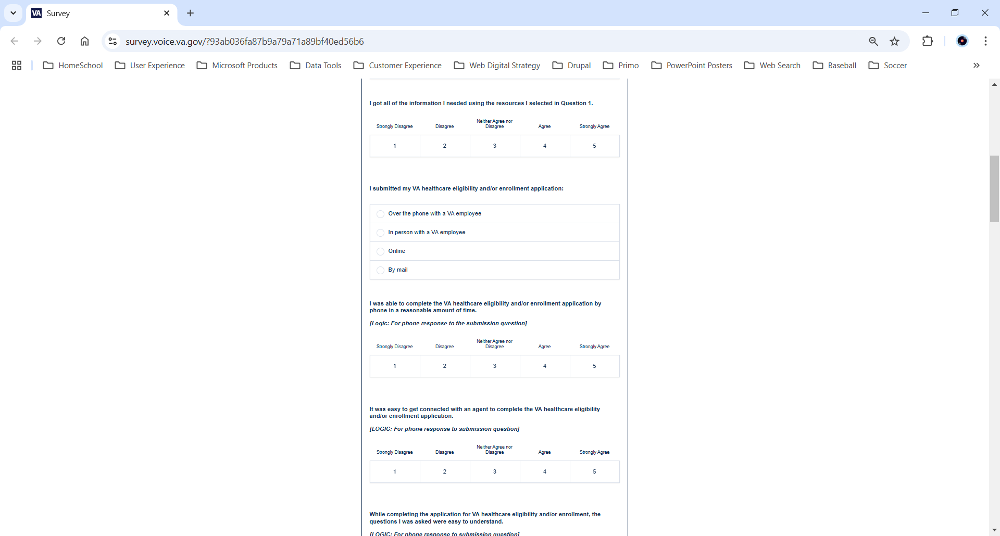 VA Survey
survey.voice.va.gov/?93ab036fa87b9a79a71a89bf40ed56b6
HomeSchool User Experience Microsoft Products Data Tools Customer Experience Web Digital Strategy Drupal Primo PowerPoint Posters Web Search Baseball Soccer
I got all of the information I needed using the resources I selected in Question 1.
Neither Agree nor
Strongly Disagree Disagree Disagree Agree Strongly Agree
1 2 3 4 5
I submitted my VA healthcare eligibility and/or enrollment application:
Over the phone with a VA employee
In person with a VA employee
Online
By mail
I was able to complete the VA healthcare eligibility and/or enrollment application by
phone in a reasonable amount of time.
[Logic: For phone response to the submission question]
Neither Agree nor
Strongly Disagree Disagree Disagree Agree Strongly Agree
1 2 3 4 5
It was easy to get connected with an agent to complete the VA healthcare eligibility
and/or enrollment application.
[LOGIC: For phone response to submission question]
Neither Agree nor
Strongly Disagree Disagree Disagree Agree Strongly Agree
1 2 3 4 5
While completing the application for VA healthcare eligibility and/or enrollment, the
questions I was asked were easy to understand.
[LOGIC: For phone response to submission question]